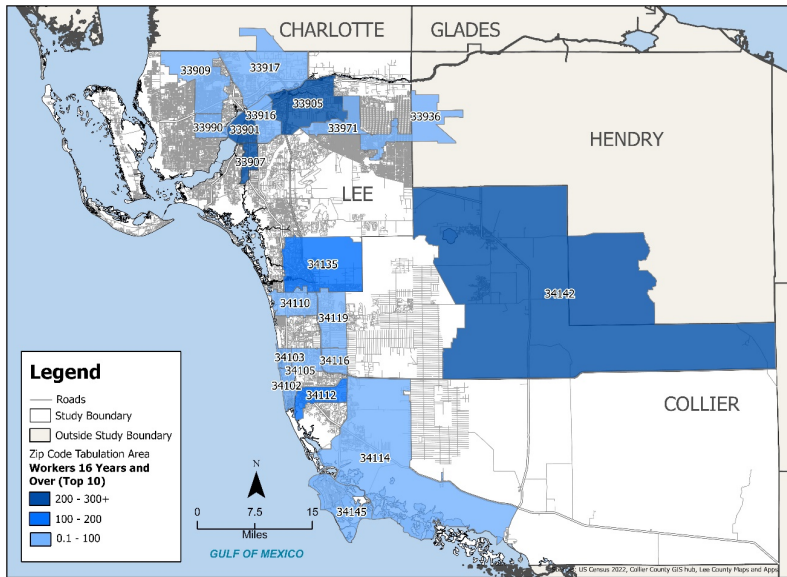 CHARLOTTE
GLADES
33909
33917
33905
33916
33936
33990
33901
33971
HENDRY
33907
LEE
34135
34142
34110
34119
34103
34116
34105
34102
34112
COLLIER
34114
34145
Legend
Roads
Study Boundary
Outside Study Boundary
Zip Code Tabulation Area
Workers 16 Years and
Over (Top 10)
200 - 300+
100 - 200
0.1 - 100
N
0 7.5 15
Miles
GULF OF MEXICO
US Census 2022, Collier County GIS hub, Lee County Maps and Apps